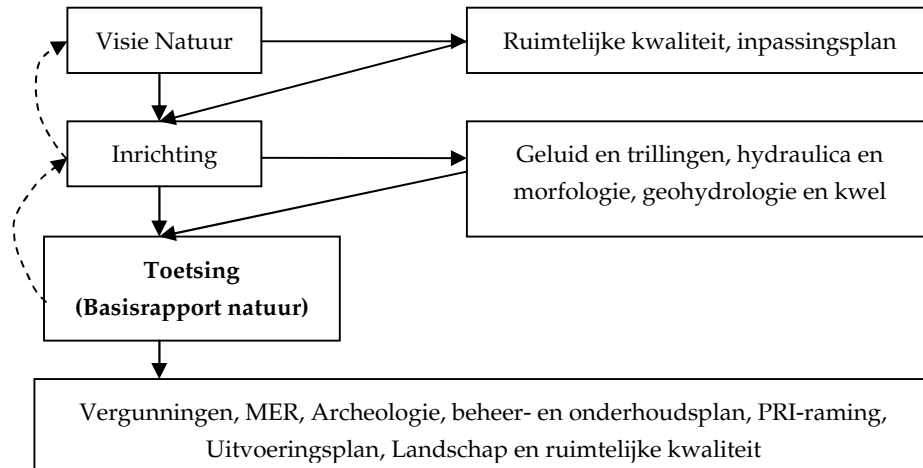 Visie Natuur
Ruimtelijke kwaliteit, inpassingsplan
Inrichting
Geluid en trillingen, hydraulica en
morfologie, geohydrologie en kwel
Toetsing
(Basisrapport natuur)
Vergunningen, MER, Archeologie, beheer- en onderhoudsplan, PRI-raming,
Uitvoeringsplan, Landschap en ruimtelijke kwaliteit